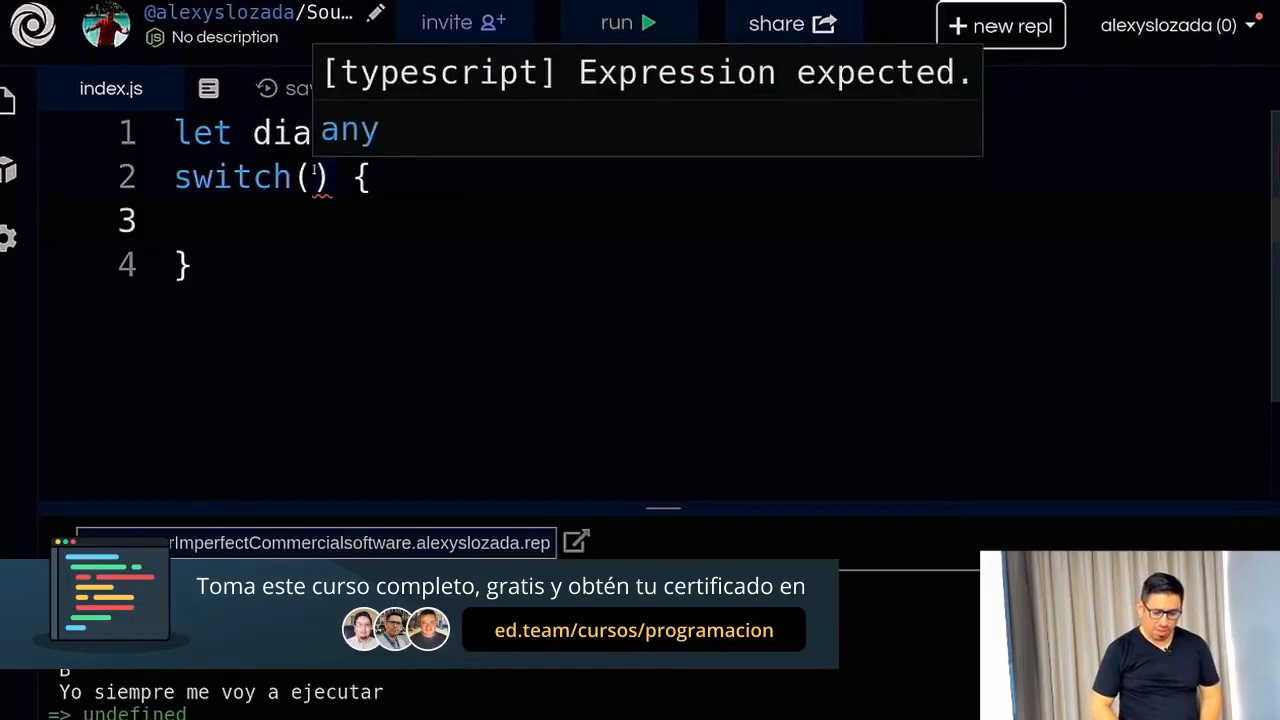 @alexyslozada/Sou...
No description
invite
run
share
+ new repl
alexyslozada (0)
index.js
[typescript] Expression expected.
any
1 let dia
2 switch() {
3
4 }
rImperfectCommercialsoftware.alexyslozada.rep
Toma este curso completo, gratis y obtén tu certificado en
ed.team/cursos/programacion
Yo siempre me voy a ejecutar
=> undefined